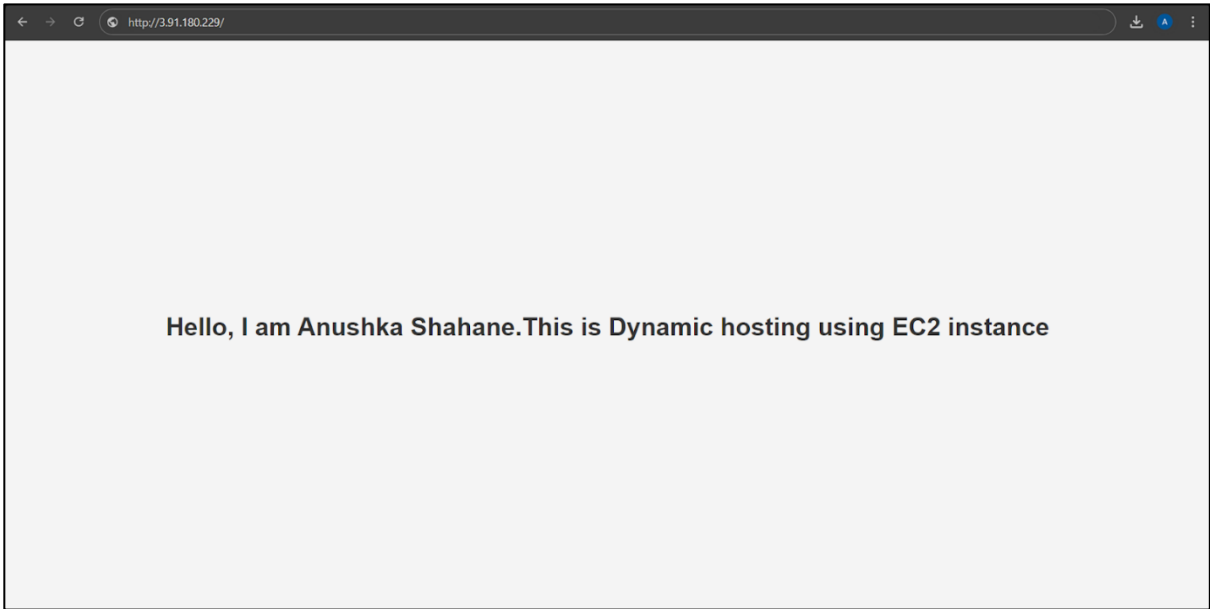 http://3.91.180.229/
A
Hello, I am Anushka Shahane.This is Dynamic hosting using EC2 instance